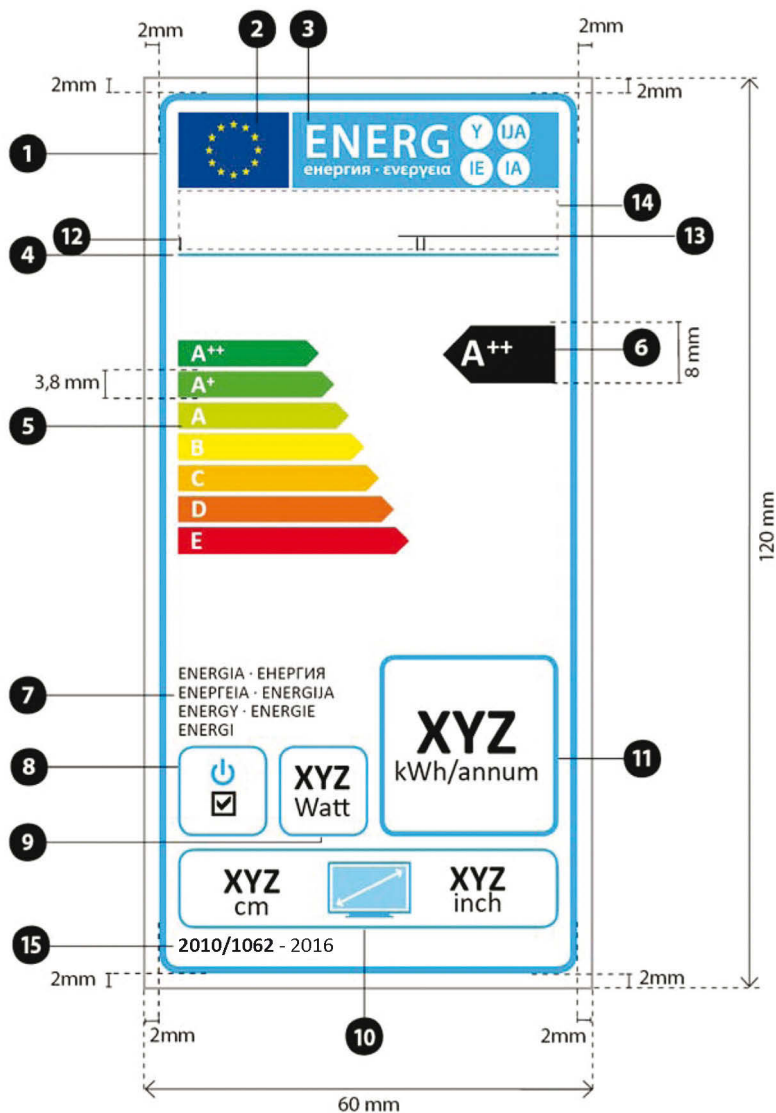 2mm
2
3
2mm
2mm
2mm
1
ENERG
енергия · ενεργεια
Y
IJA
IE
IA
14
12
I
II
13
4
A++
A++
6
8 mm
3,8 mm
A+
5
A
B
C
D
E
120 mm
7
ENERGIA · ЕНЕРГИЯ
ΕΝΕΡΓΕΙΑ · ENERGIJA
ENERGY · ENERGIE
ENERGI
XYZ
kWh/annum
11
8
XYZ
Watt
9
XYZ
cm
XYZ
inch
15
2010/1062 - 2016
2mm
2mm
2mm
10
2mm
60 mm